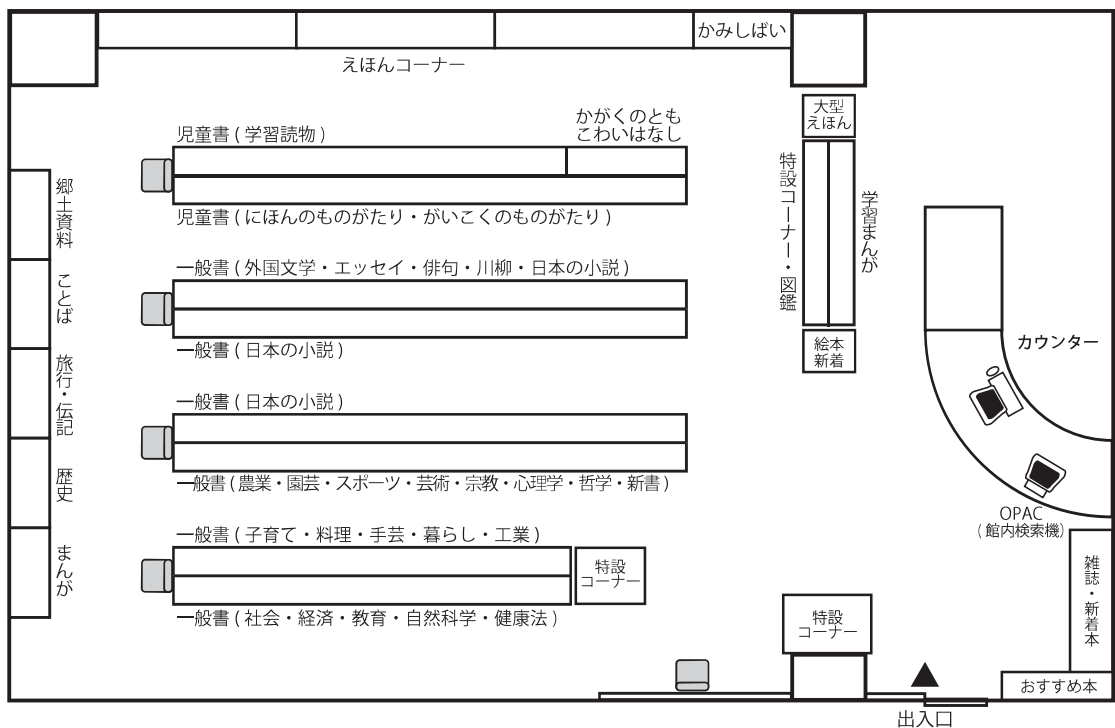 かみしばい
えほんコーナー
大型
えほん
かがくのとも
こわいはなし
児童書 ( 学習読物 )
特設コーナー・図鑑
学習まんが
郷土資料
児童書 ( にほんのものがたり・がいこくのものがたり )
一般書 ( 外国文学・エッセイ・俳句・川柳・日本の小説 )
ことば
一般書 ( 日本の小説 )
絵本
新着
カウンター
旅行・伝記
一般書 ( 日本の小説 )
歴史
一般書 ( 農業・園芸・スポーツ・芸術・宗教・心理学・哲学・新書 )
OPAC
( 館内検索機 )
一般書 ( 子育て・料理・手芸・暮らし・工業 )
まんが
特設
コーナー
雑誌・新着本
一般書 ( 社会・経済・教育・自然科学・健康法 )
特設
コーナー
おすすめ本
出入口